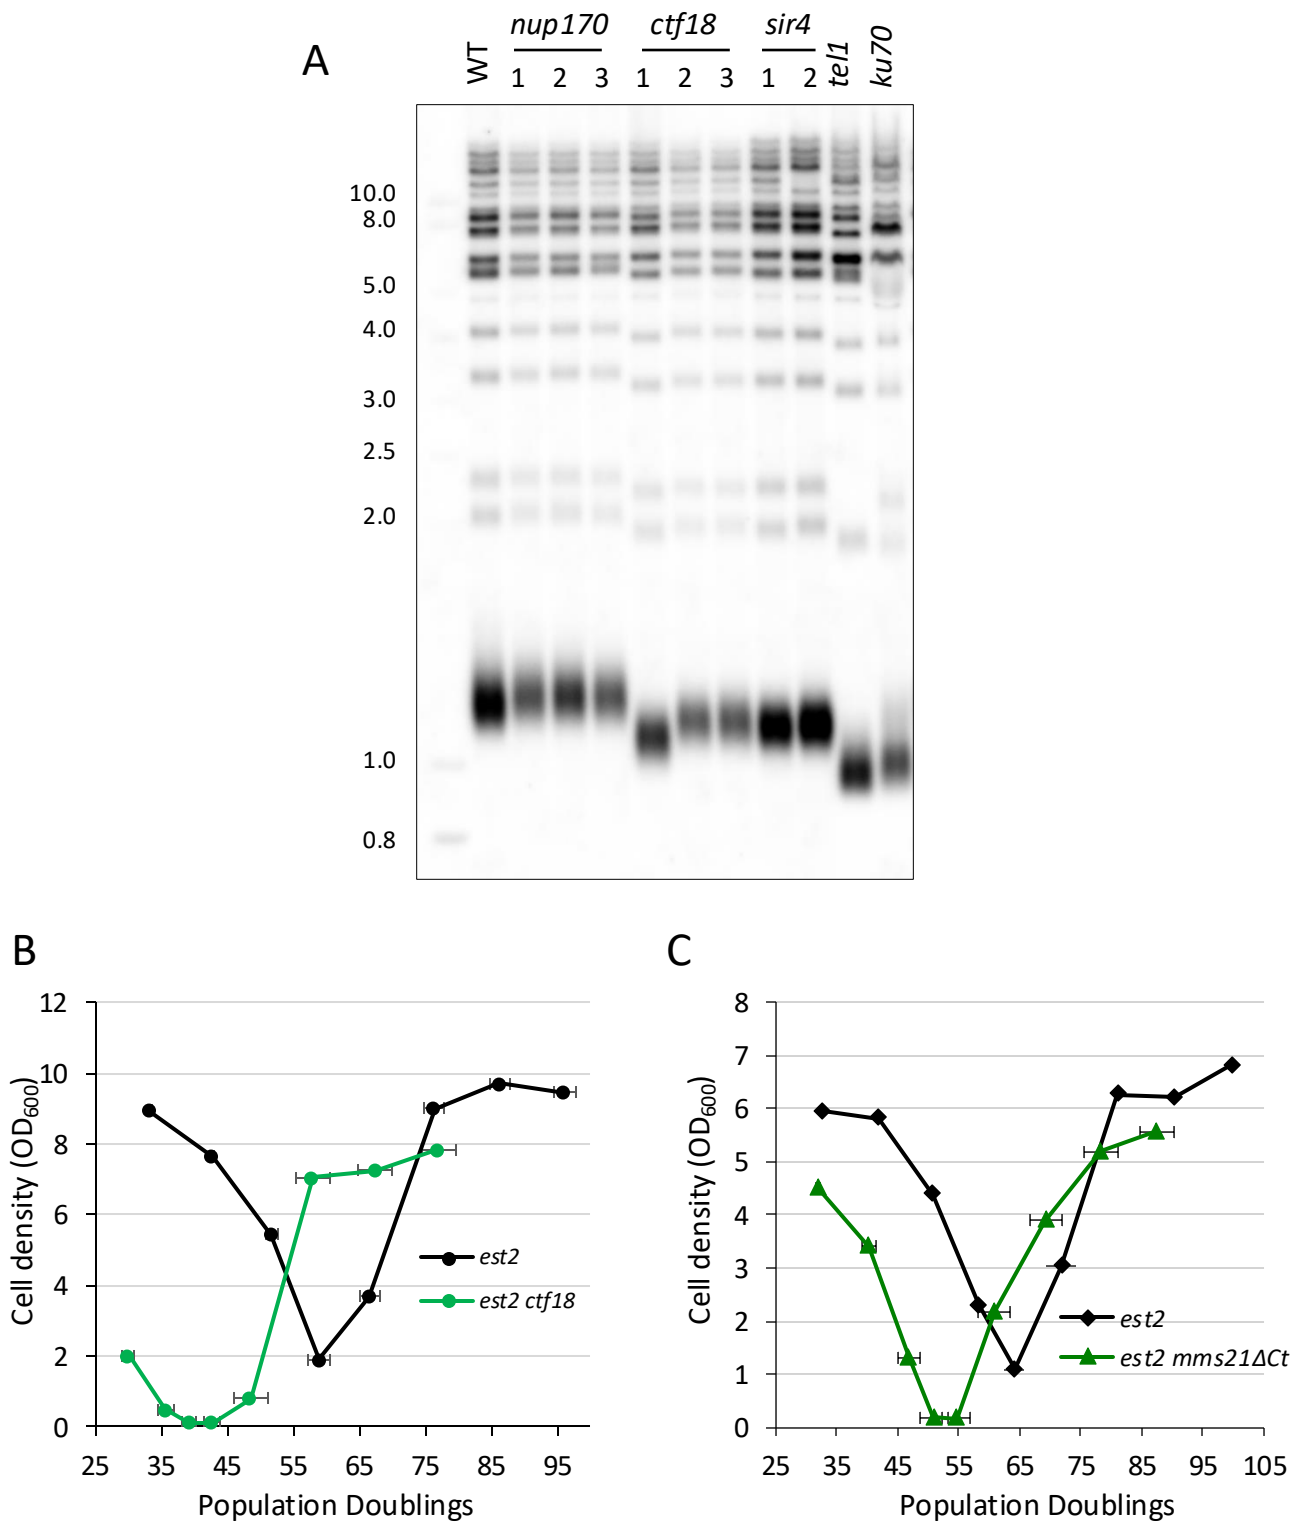 A
WT
nup170
ctf18
sir4
tel1
ku70
1 2 3 1 2 3 1 2
10.0
8.0
5.0
4.0
3.0
2.5
2.0
1.0
0.8
B
12
10
8
6
4
2
0
Cell density (OD600)
est2
est2 ctf18
25 35 45 55 65 75 85 95
Population Doublings
C
8
7
6
5
4
3
2
1
0
Cell density (OD600)
est2
est2 mms21ΔCt
25 35 45 55 65 75 85 95 105
Population Doublings